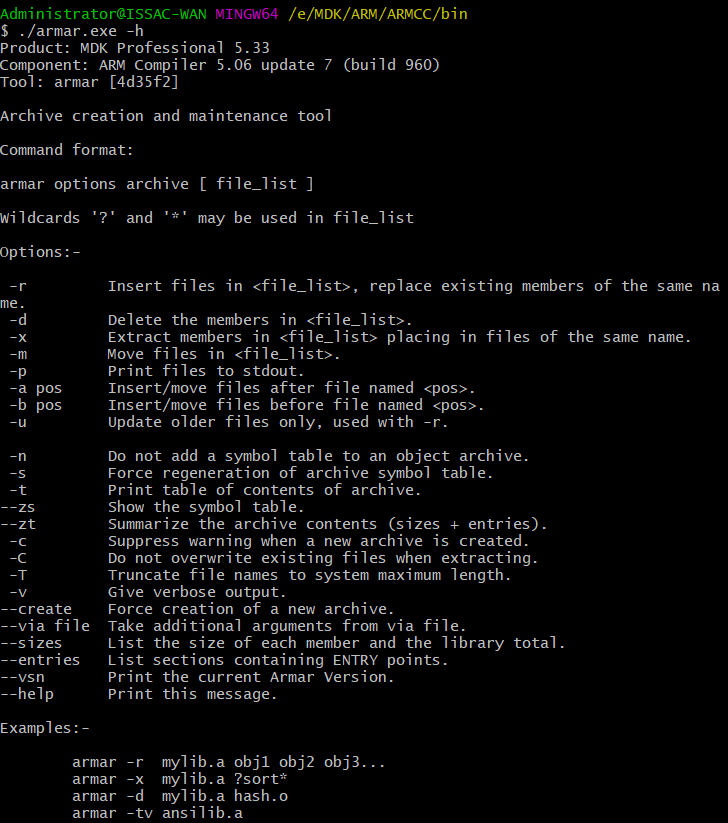 Administrator@ISSAC-WAN MINGW64 /e/MDK/ARM/ARMCC/bin
$ ./armar.exe -h
Product: MDK Professional 5.33
Component: ARM Compiler 5.06 update 7 (build 960)
Tool: armar [4d35f2]
Archive creation and maintenance tool
Command format:
armar options archive [ file_list ]
Wildcards '?' and '*' may be used in file_list
Options:-
-r Insert files in <file_list>, replace existing members of the same na
me.
-d Delete the members in <file_list>.
-x Extract members in <file_list> placing in files of the same name.
-m Move files in <file_list>.
-p Print files to stdout.
-a pos Insert/move files after file named <pos>.
-b pos Insert/move files before file named <pos>.
-u Update older files only, used with -r.
-n Do not add a symbol table to an object archive.
-s Force regeneration of archive symbol table.
-t Print table of contents of archive.
--zs Show the symbol table.
--zt Summarize the archive contents (sizes + entries).
-c Suppress warning when a new archive is created.
-C Do not overwrite existing files when extracting.
-T Truncate file names to system maximum length.
-v Give verbose output.
--create Force creation of a new archive.
--via file Take additional arguments from via file.
--sizes List the size of each member and the library total.
--entries List sections containing ENTRY points.
--vsn Print the current Armar Version.
--help Print this message.
Examples:-
armar -r mylib.a obj1 obj2 obj3...
armar -x mylib.a ?sort*
armar -d mylib.a hash.o
armar -tv ansilib.a